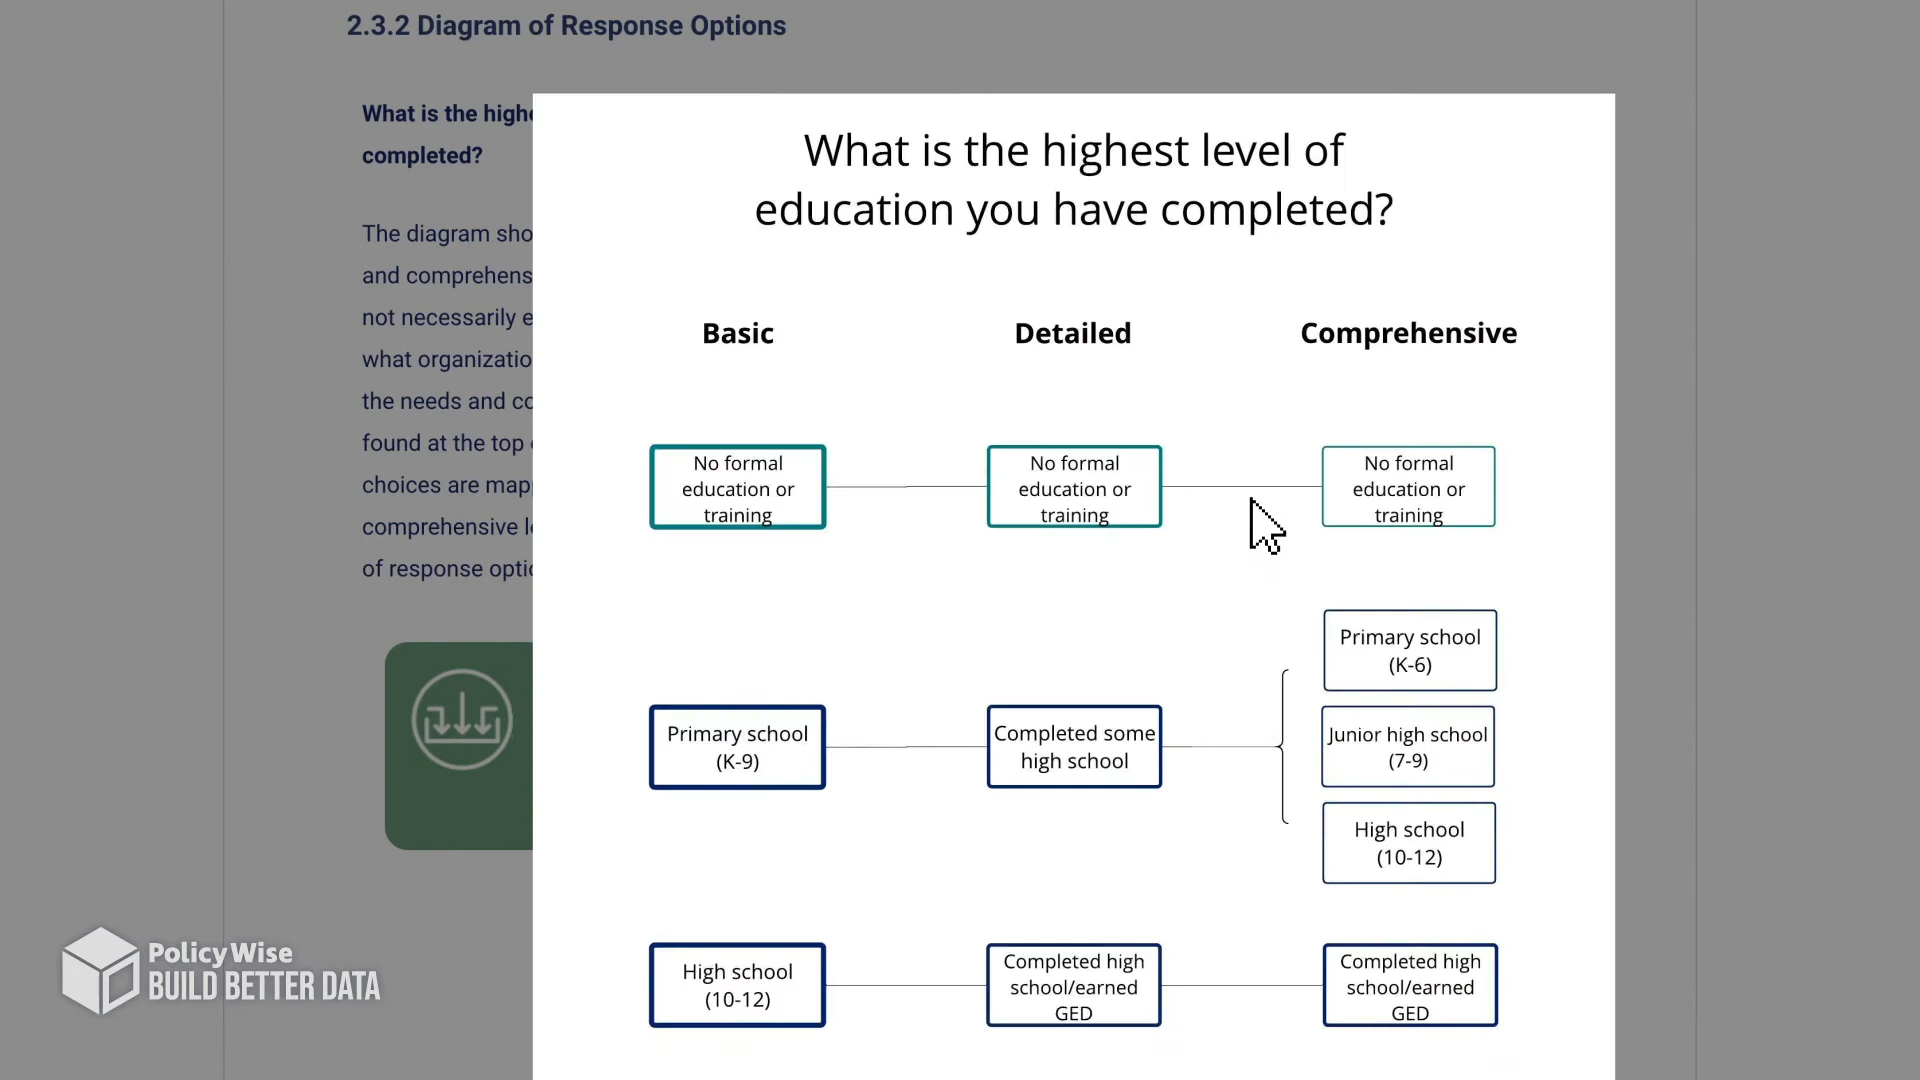 2.3.2 Diagram of Response Options
What is the high
completed?
The diagram sho
and comprehens
not necessarily e
what organizatio
the needs and co
found at the top
choices are map
comprehensive le
of response optic
What is the highest level of
education you have completed?
Basic
Detailed
Comprehensive
No formal
education or
training
No formal
education or
training
No formal
education or
training
Primary school
(K-9)
Completed some
high school
Primary school
(K-6)
Junior high school
(7-9)
High school
(10-12)
High school
(10-12)
Completed high
school/earned
GED
Completed high
school/earned
GED
PolicyWise
BUILD BETTER DATA